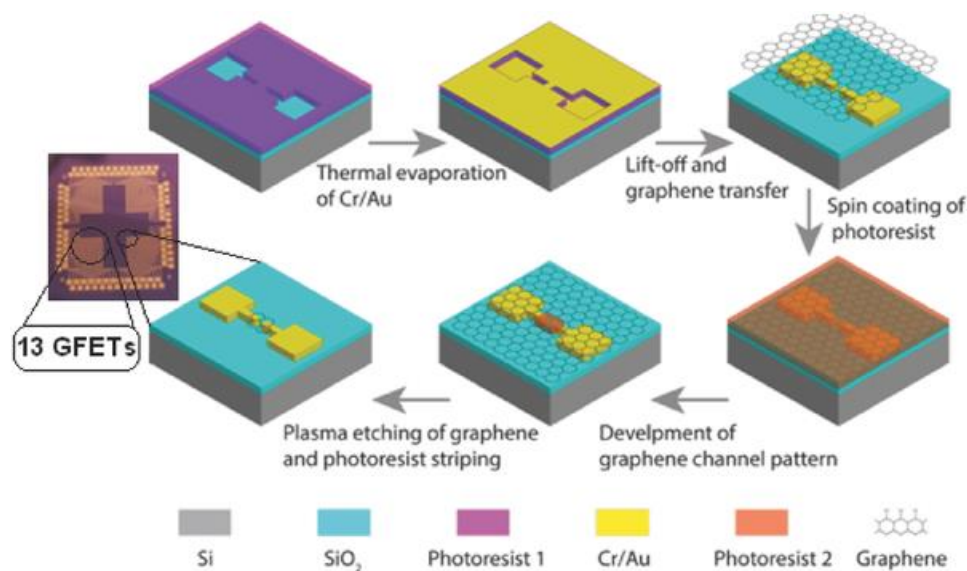 Thermal evaporation
of Cr/Au
Lift-off and
graphene transfer
Spin coating of
photoresist
13 GFETs
Plasma etching of graphene
and photoresist striping
Develpment of
graphene channel pattern
Si
SiO₂
Photoresist 1
Cr/Au
Photoresist 2
Graphene